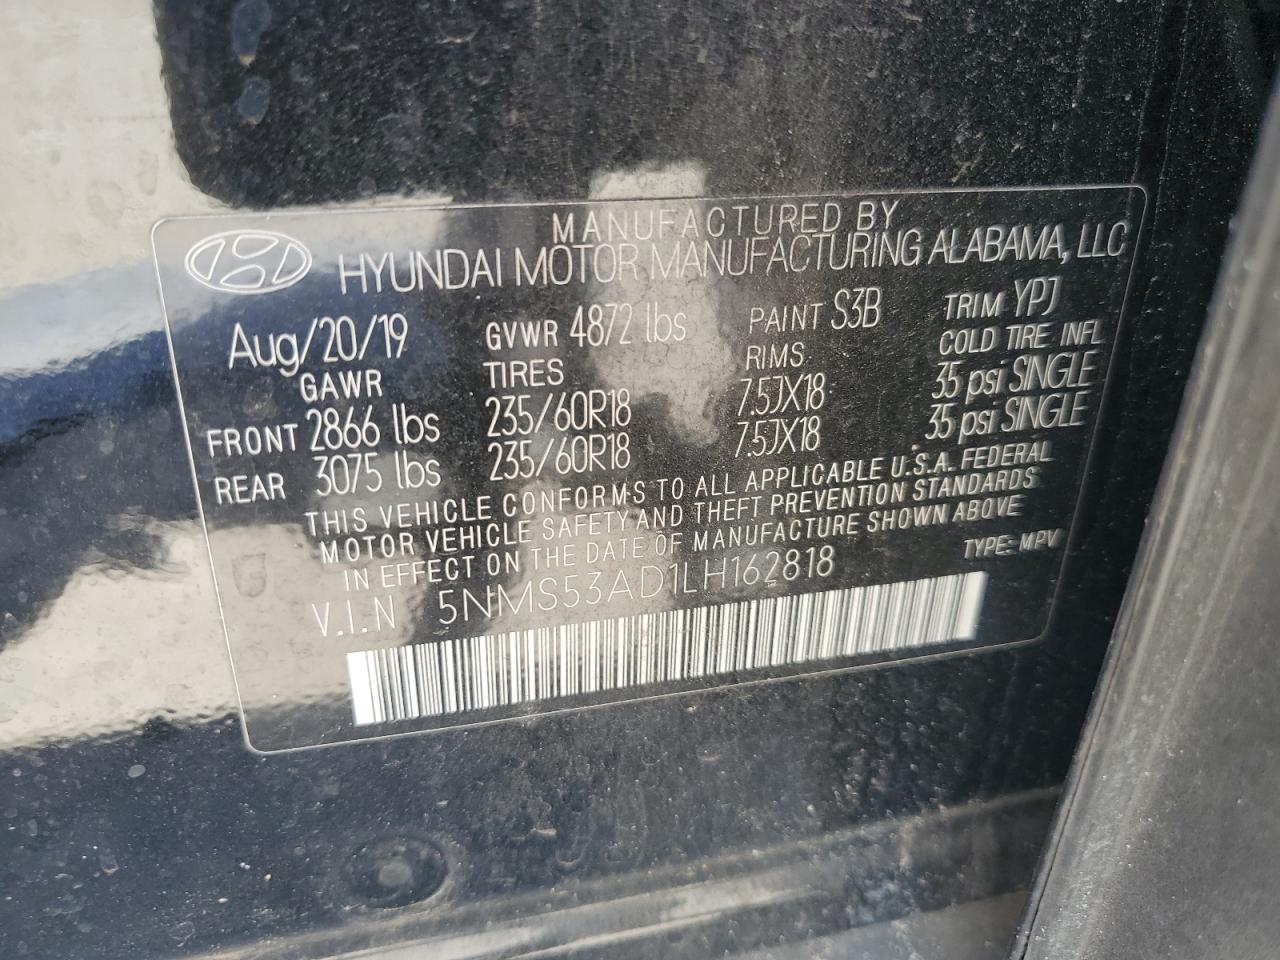 MANUFACTURED BY
HYUNDAI MOTOR MANUFACTURING ALABAMA, LLC
Aug/20/19 GVWR 4872 lbs PAINT S3B TRIM YPJ
GAWR TIRES RIMS COLD TIRE INFL
FRONT 2866 lbs 235/60R18 7.5JX18 35 psi SINGLE
REAR 3075 lbs 235/60R18 7.5JX18 35 psi SINGLE
THIS VEHICLE CONFORMS TO ALL APPLICABLE U.S.A. FEDERAL
MOTOR VEHICLE SAFETY AND THEFT PREVENTION STANDARDS
IN EFFECT ON THE DATE OF MANUFACTURE SHOWN ABOVE
V.I.N 5NMS53AD1LH162818 TYPE: MPV